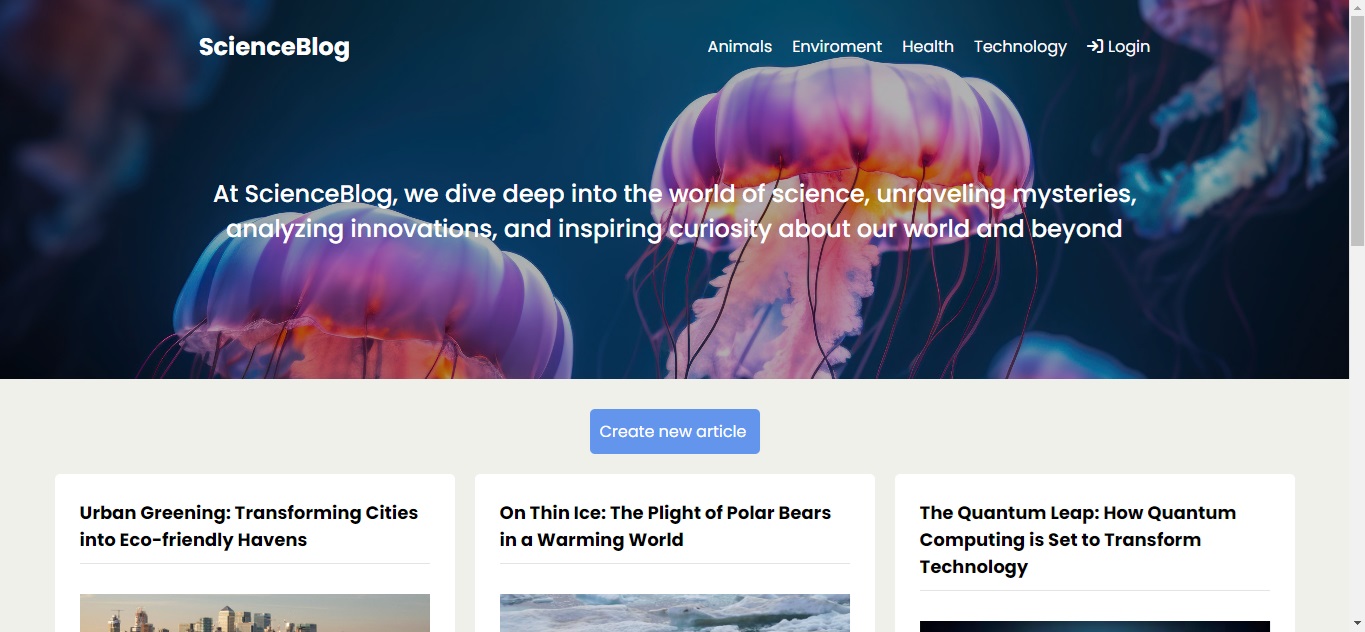 ScienceBlog
Animals Enviroment Health Technology Login
At ScienceBlog, we dive deep into the world of science, unraveling mysteries,
analyzing innovations, and inspiring curiosity about our world and beyond
Create new article
Urban Greening: Transforming Cities
into Eco-friendly Havens
On Thin Ice: The Plight of Polar Bears
in a Warming World
The Quantum Leap: How Quantum
Computing is Set to Transform
Technology